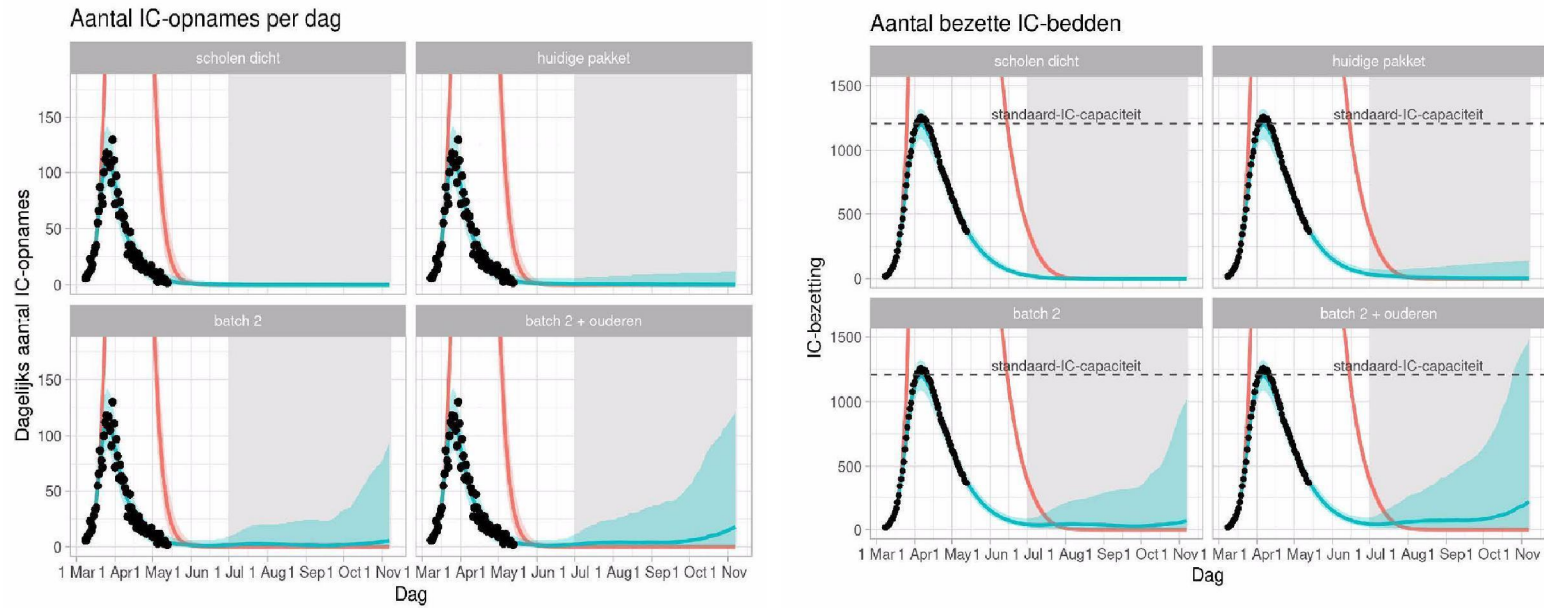 Aantal IC-opnames per dag
scholen dicht
huidige pakket
150
100
50
0
batch 2
batch 2 + ouderen
150
100
50
0
Dagelijks aantal IC-opnames
1 Mar 1 Apr 1 May 1 Jun 1 Jul 1 Aug 1 Sep 1 Oct 1 Nov
1 Mar 1 Apr 1 May 1 Jun 1 Jul 1 Aug 1 Sep 1 Oct 1 Nov
Dag
Aantal bezette IC-bedden
scholen dicht
huidige pakket
1500
standaard-IC-capaciteit
standaard-IC-capaciteit
1000
500
0
batch 2
batch 2 + ouderen
1500
standaard-IC-capaciteit
standaard-IC-capaciteit
1000
500
0
IC-bezetting
1 Mar 1 Apr 1 May 1 Jun 1 Jul 1 Aug 1 Sep 1 Oct 1 Nov
1 Mar 1 Apr 1 May 1 Jun 1 Jul 1 Aug 1 Sep 1 Oct 1 Nov
Dag